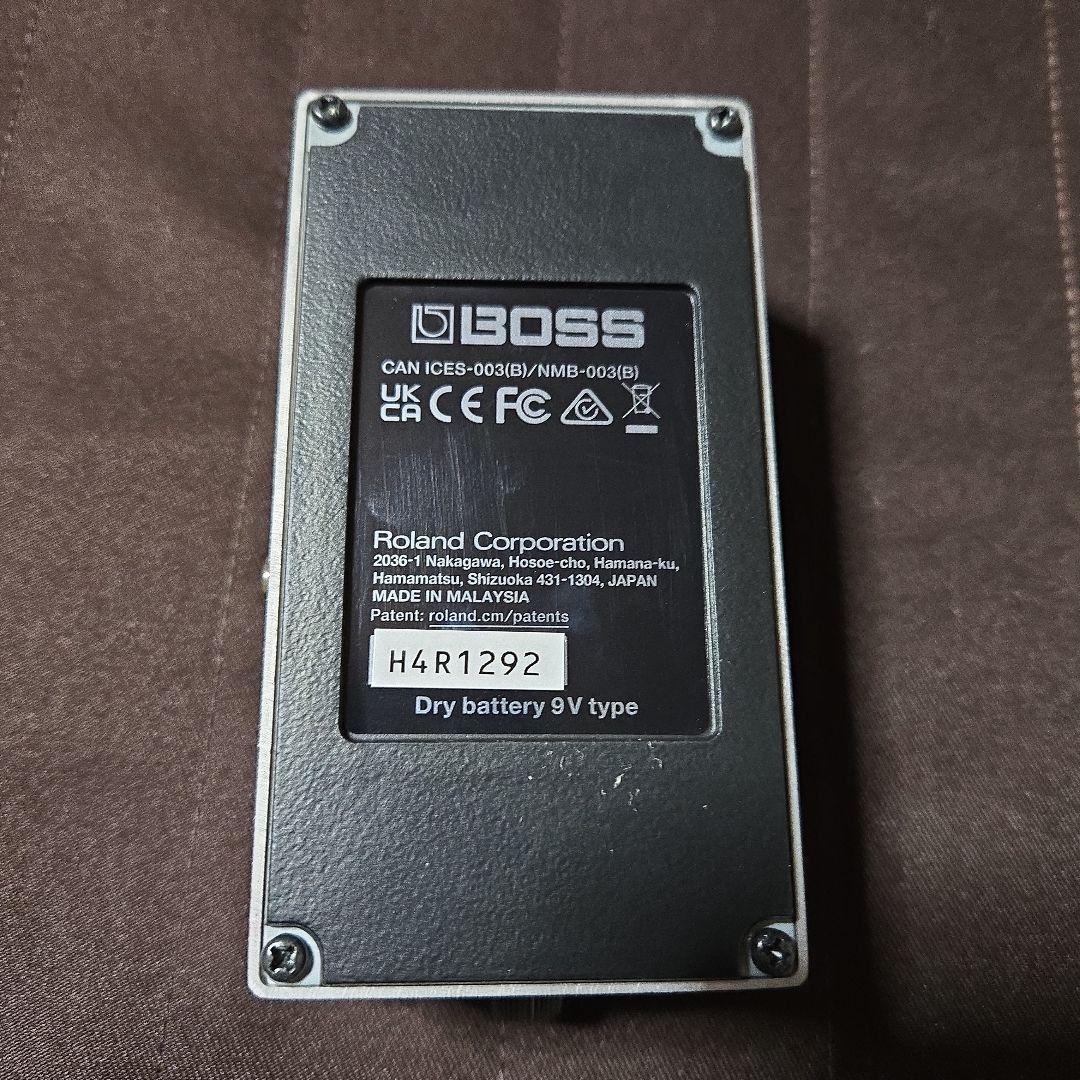 BOSS
CAN ICES-003(B)/NMB-003(B)
UK
CA CE FC
Roland Corporation
2036-1 Nakagawa, Hosoe-cho, Hamana-ku,
Hamamatsu, Shizuoka 431-1304, JAPAN
MADE IN MALAYSIA
Patent: roland.cm/patents
H4R1292
Dry battery 9V type